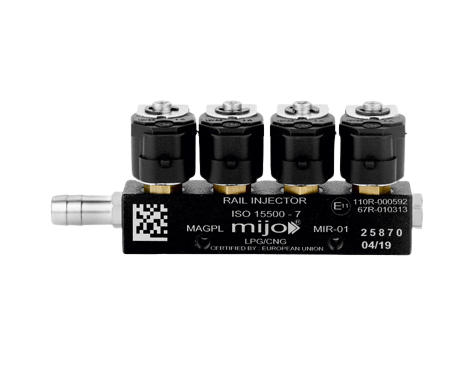 RAIL INJECTOR
ISO 15500 - 7
MAGPL mijo ® MIR-01
LPG/CNG
CERTIFIED BY : EUROPEAN UNION
E11 110R-000592
67R-010313
25870
04/19